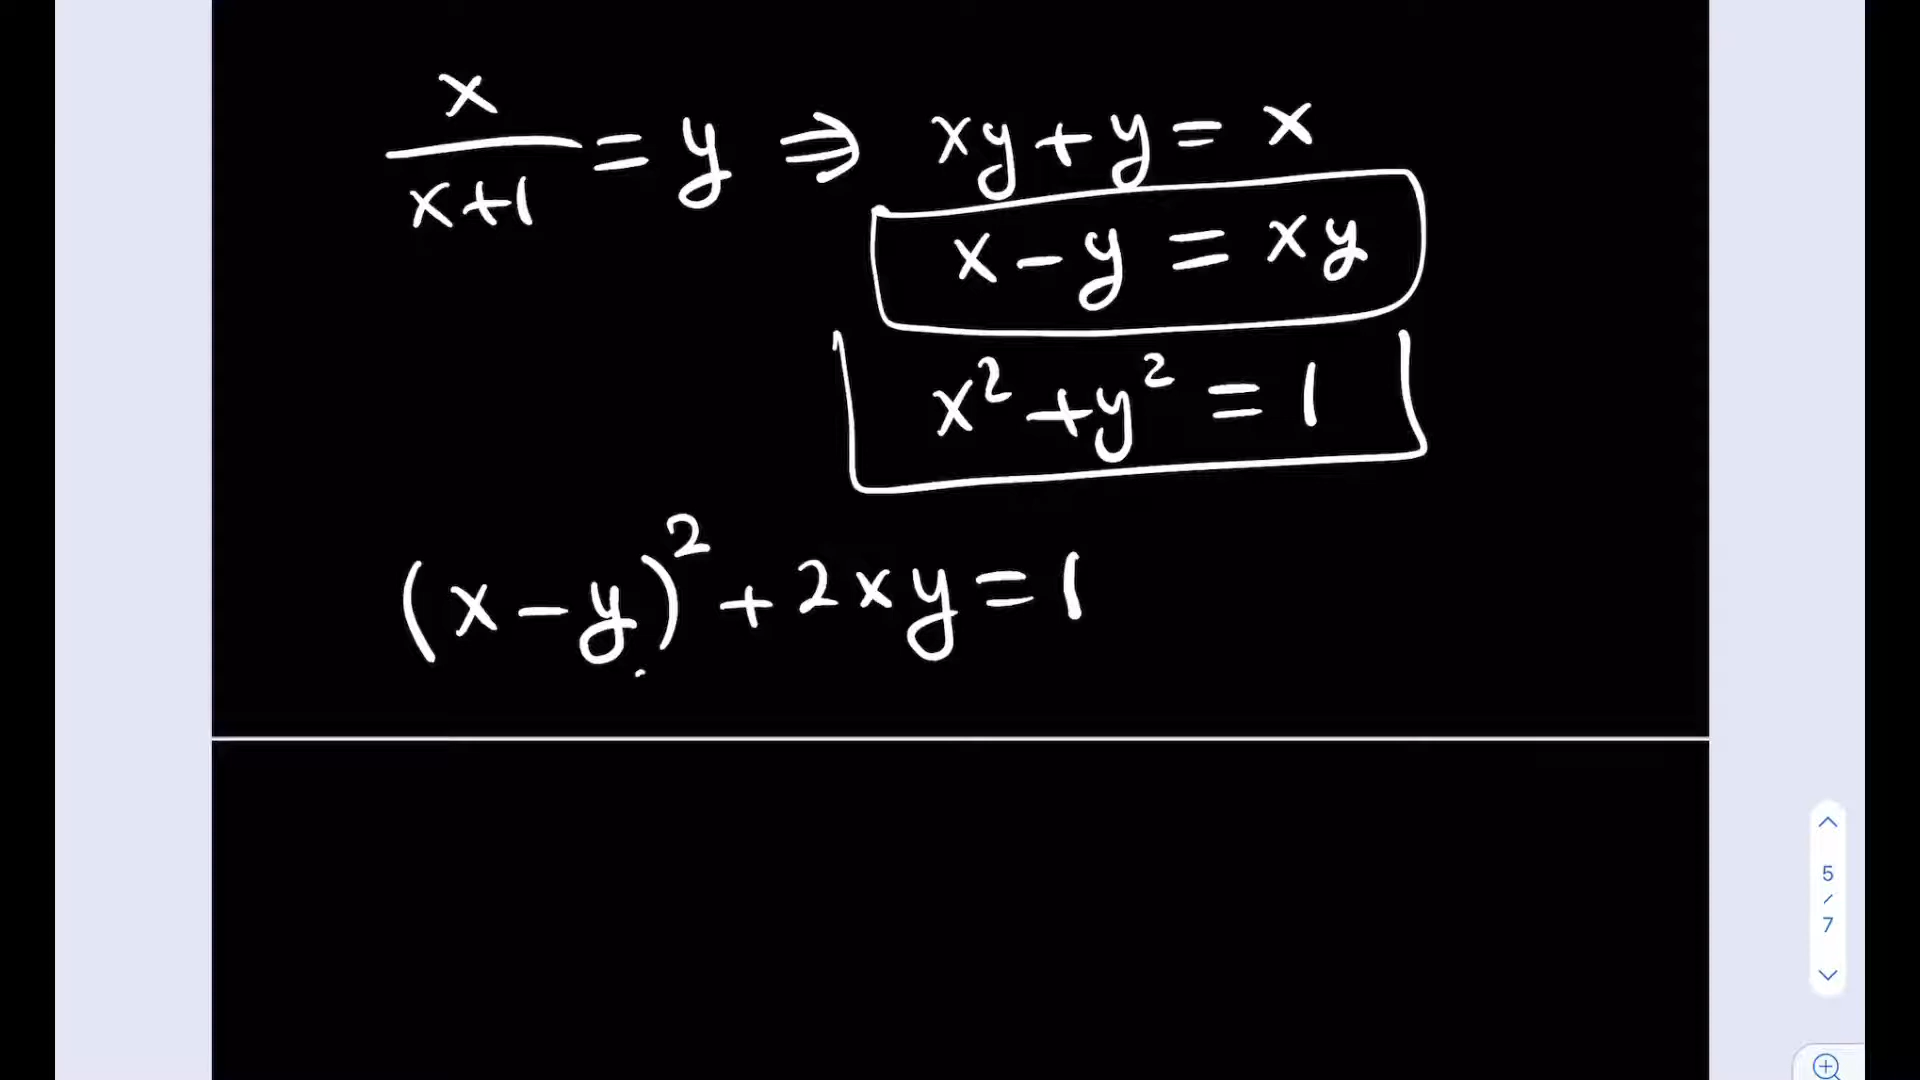 x/(x+1) = y ⇒ xy + y = x
x − y = xy
x² + y² = 1
(x − y)² + 2xy = 1
5
/
7